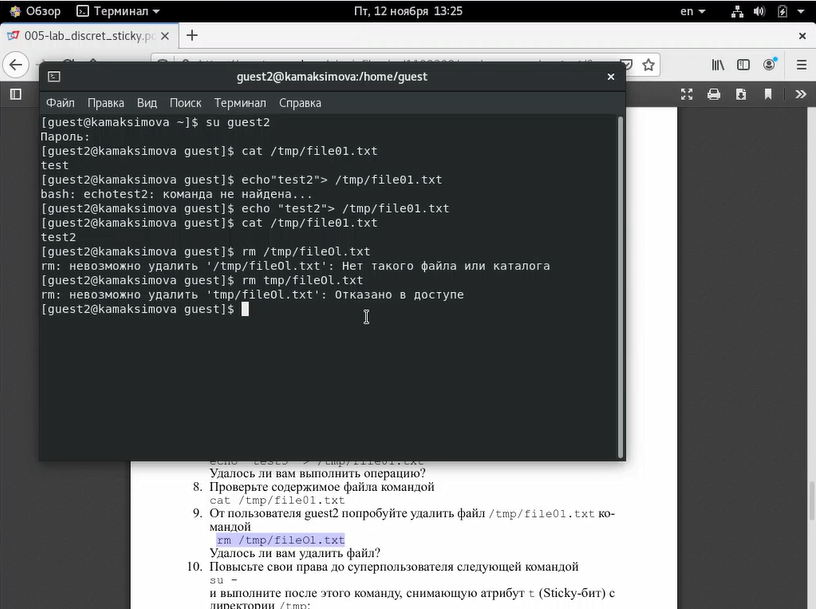 Обзор Терминал Пт, 12 ноября 13:25 en
005-lab_discret_sticky.pd
guest2@kamaksimova:/home/guest
Файл Правка Вид Поиск Терминал Справка
[guest@kamaksimova ~]$ su guest2
Пароль:
[guest2@kamaksimova guest]$ cat /tmp/file01.txt
test
[guest2@kamaksimova guest]$ echo"test2"> /tmp/file01.txt
bash: echotest2: команда не найдена...
[guest2@kamaksimova guest]$ echo "test2"> /tmp/file01.txt
[guest2@kamaksimova guest]$ cat /tmp/file01.txt
test2
[guest2@kamaksimova guest]$ rm /tmp/fileOl.txt
rm: невозможно удалить '/tmp/fileOl.txt': Нет такого файла или каталога
[guest2@kamaksimova guest]$ rm tmp/fileOl.txt
rm: невозможно удалить 'tmp/fileOl.txt': Отказано в доступе
[guest2@kamaksimova guest]$
echo "test3" > /tmp/file01.txt
Удалось ли вам выполнить операцию?
8. Проверьте содержимое файла командой
cat /tmp/file01.txt
9. От пользователя guest2 попробуйте удалить файл /tmp/file01.txt ко-
мандой
rm /tmp/fileOl.txt
Удалось ли вам удалить файл?
10. Повысьте свои права до суперпользователя следующей командой
su -
и выполните после этого команду, снимающую атрибут t (Sticky-бит) с
директории /tmp: